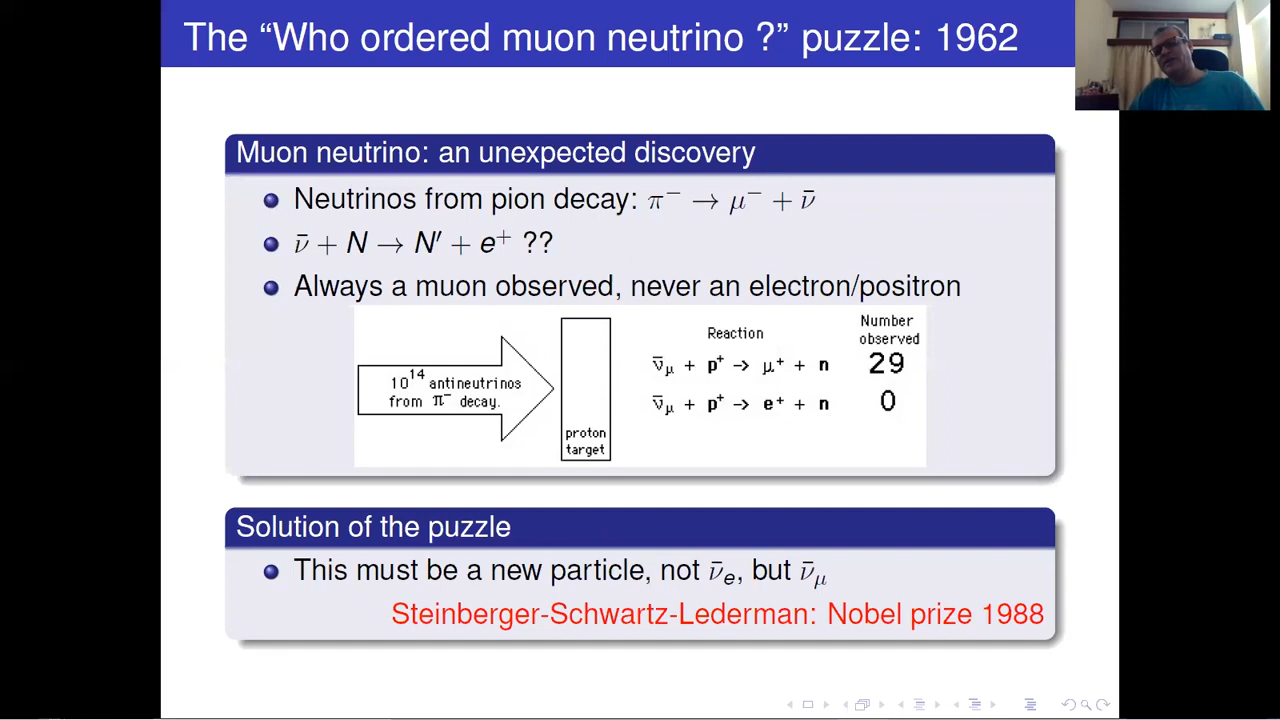 The “Who ordered muon neutrino ?” puzzle: 1962
Muon neutrino: an unexpected discovery
Neutrinos from pion decay: π⁻ → μ⁻ + ν̄
ν̄ + N → N′ + e⁺ ??
Always a muon observed, never an electron/positron
Reaction
Number
observed
10¹⁴ antineutrinos
from π⁻ decay.
proton
target
ν̄μ + p⁺ -> μ⁺ + n 29
ν̄μ + p⁺ -> e⁺ + n 0
Solution of the puzzle
This must be a new particle, not ν̄e, but ν̄μ
Steinberger-Schwartz-Lederman: Nobel prize 1988